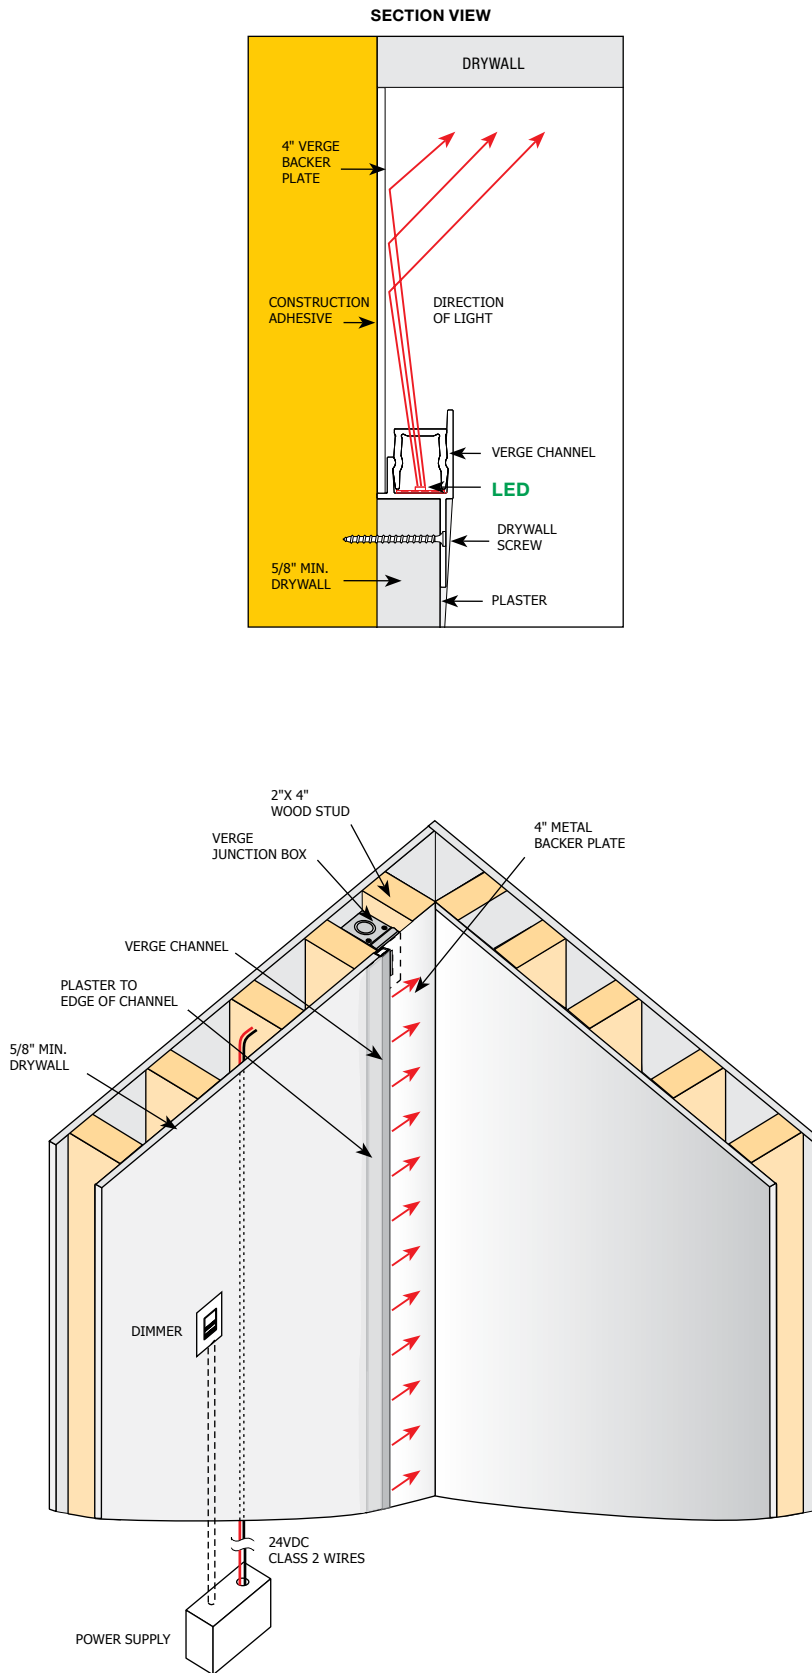 SECTION VIEW
DRYWALL
4" VERGE
BACKER
PLATE
CONSTRUCTION
ADHESIVE
DIRECTION
OF LIGHT
VERGE CHANNEL
LED
DRYWALL
SCREW
5/8" MIN.
DRYWALL
PLASTER
2"X 4"
WOOD STUD
VERGE
JUNCTION BOX
4" METAL
BACKER PLATE
VERGE CHANNEL
PLASTER TO
EDGE OF CHANNEL
5/8" MIN.
DRYWALL
DIMMER
24VDC
CLASS 2 WIRES
POWER SUPPLY